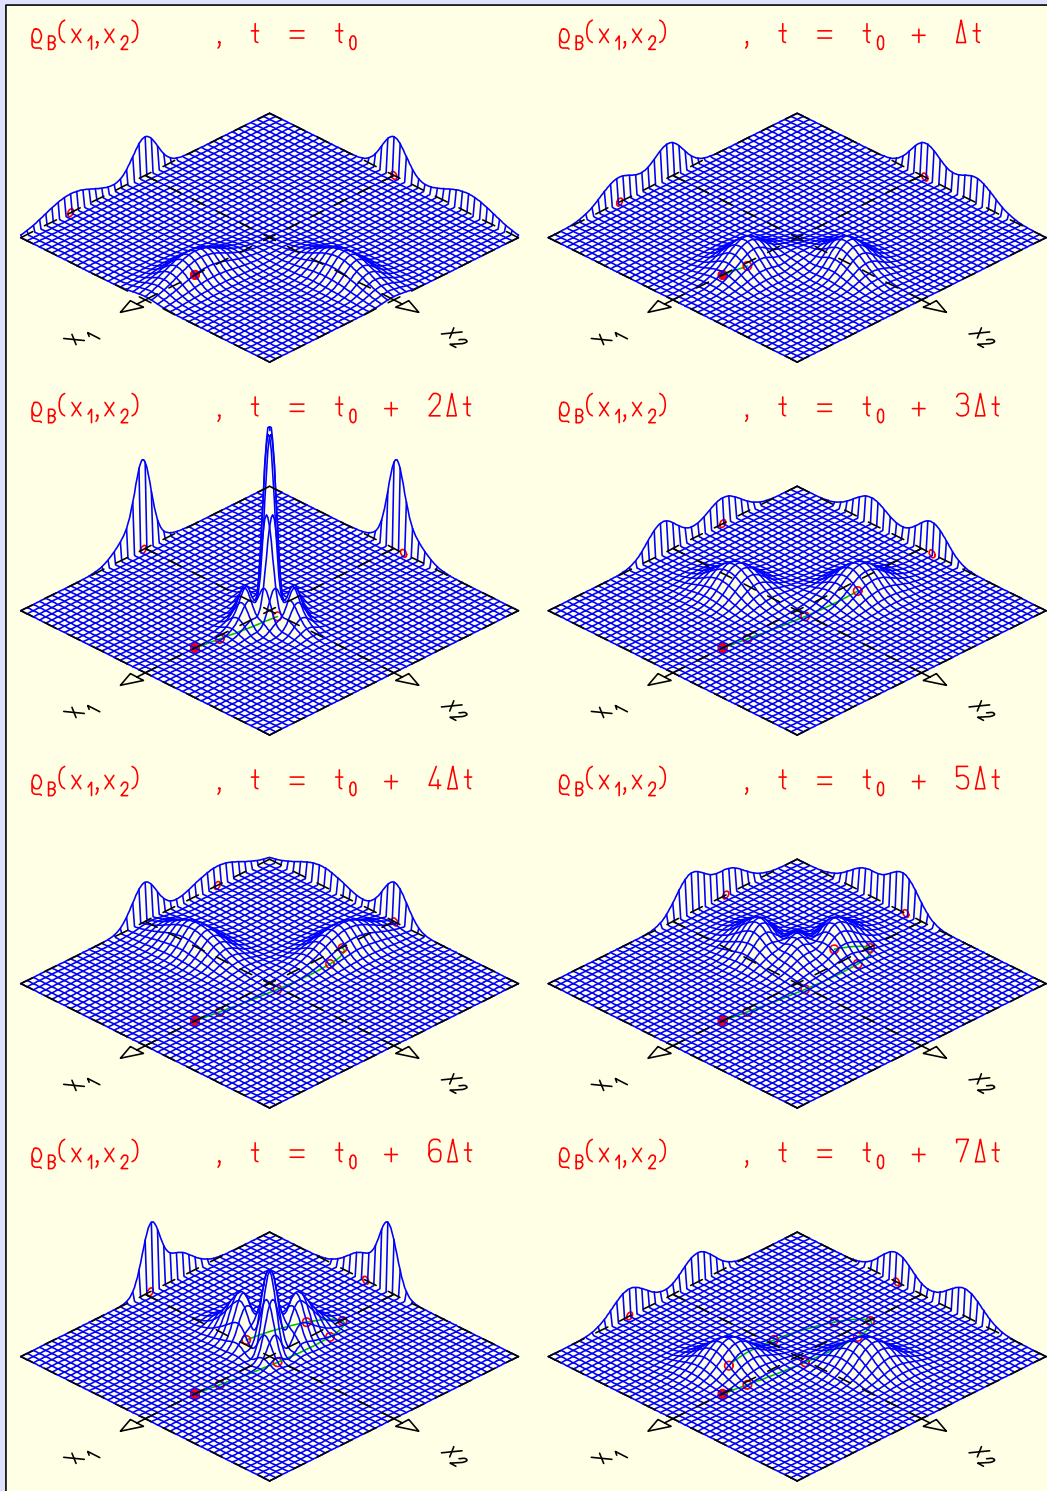 ϱB(x1,x2) , t = t0
ϱB(x1,x2) , t = t0 + Δt
x1
x2
x1
x2
ϱB(x1,x2) , t = t0 + 2Δt
ϱB(x1,x2) , t = t0 + 3Δt
x1
x2
x1
x2
ϱB(x1,x2) , t = t0 + 4Δt
ϱB(x1,x2) , t = t0 + 5Δt
x1
x2
x1
x2
ϱB(x1,x2) , t = t0 + 6Δt
ϱB(x1,x2) , t = t0 + 7Δt
x1
x2
x1
x2